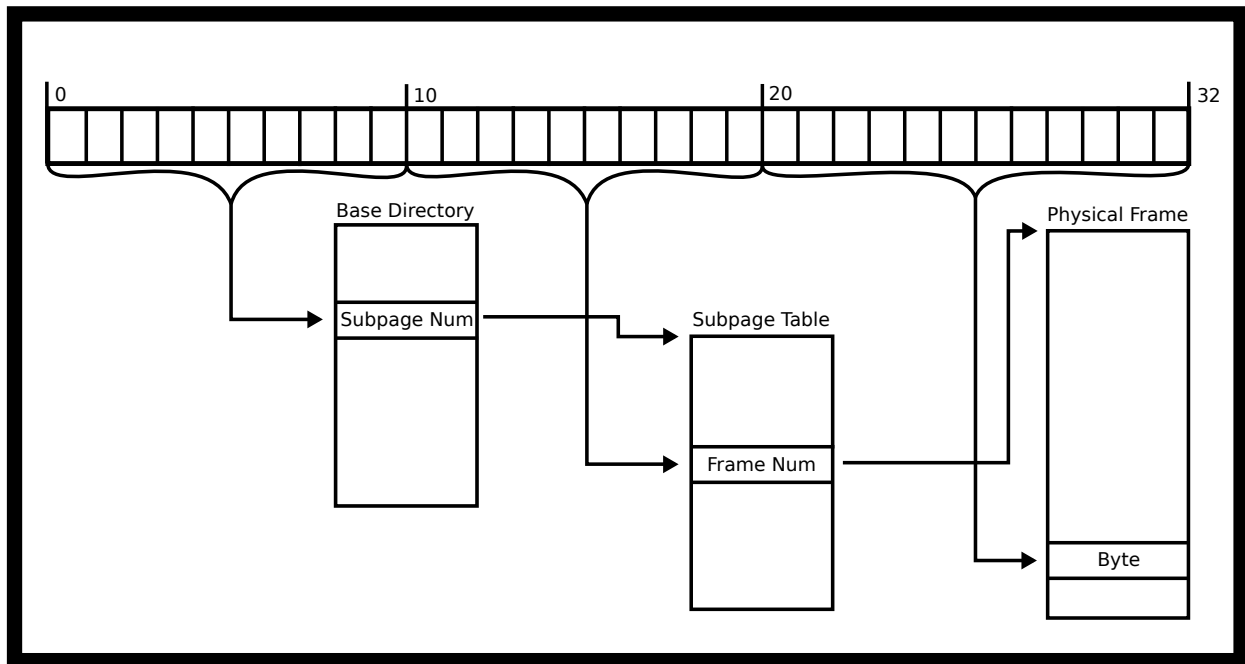 0
10
20
32
Base Directory
Physical Frame
Subpage Num
Subpage Table
Frame Num
Byte